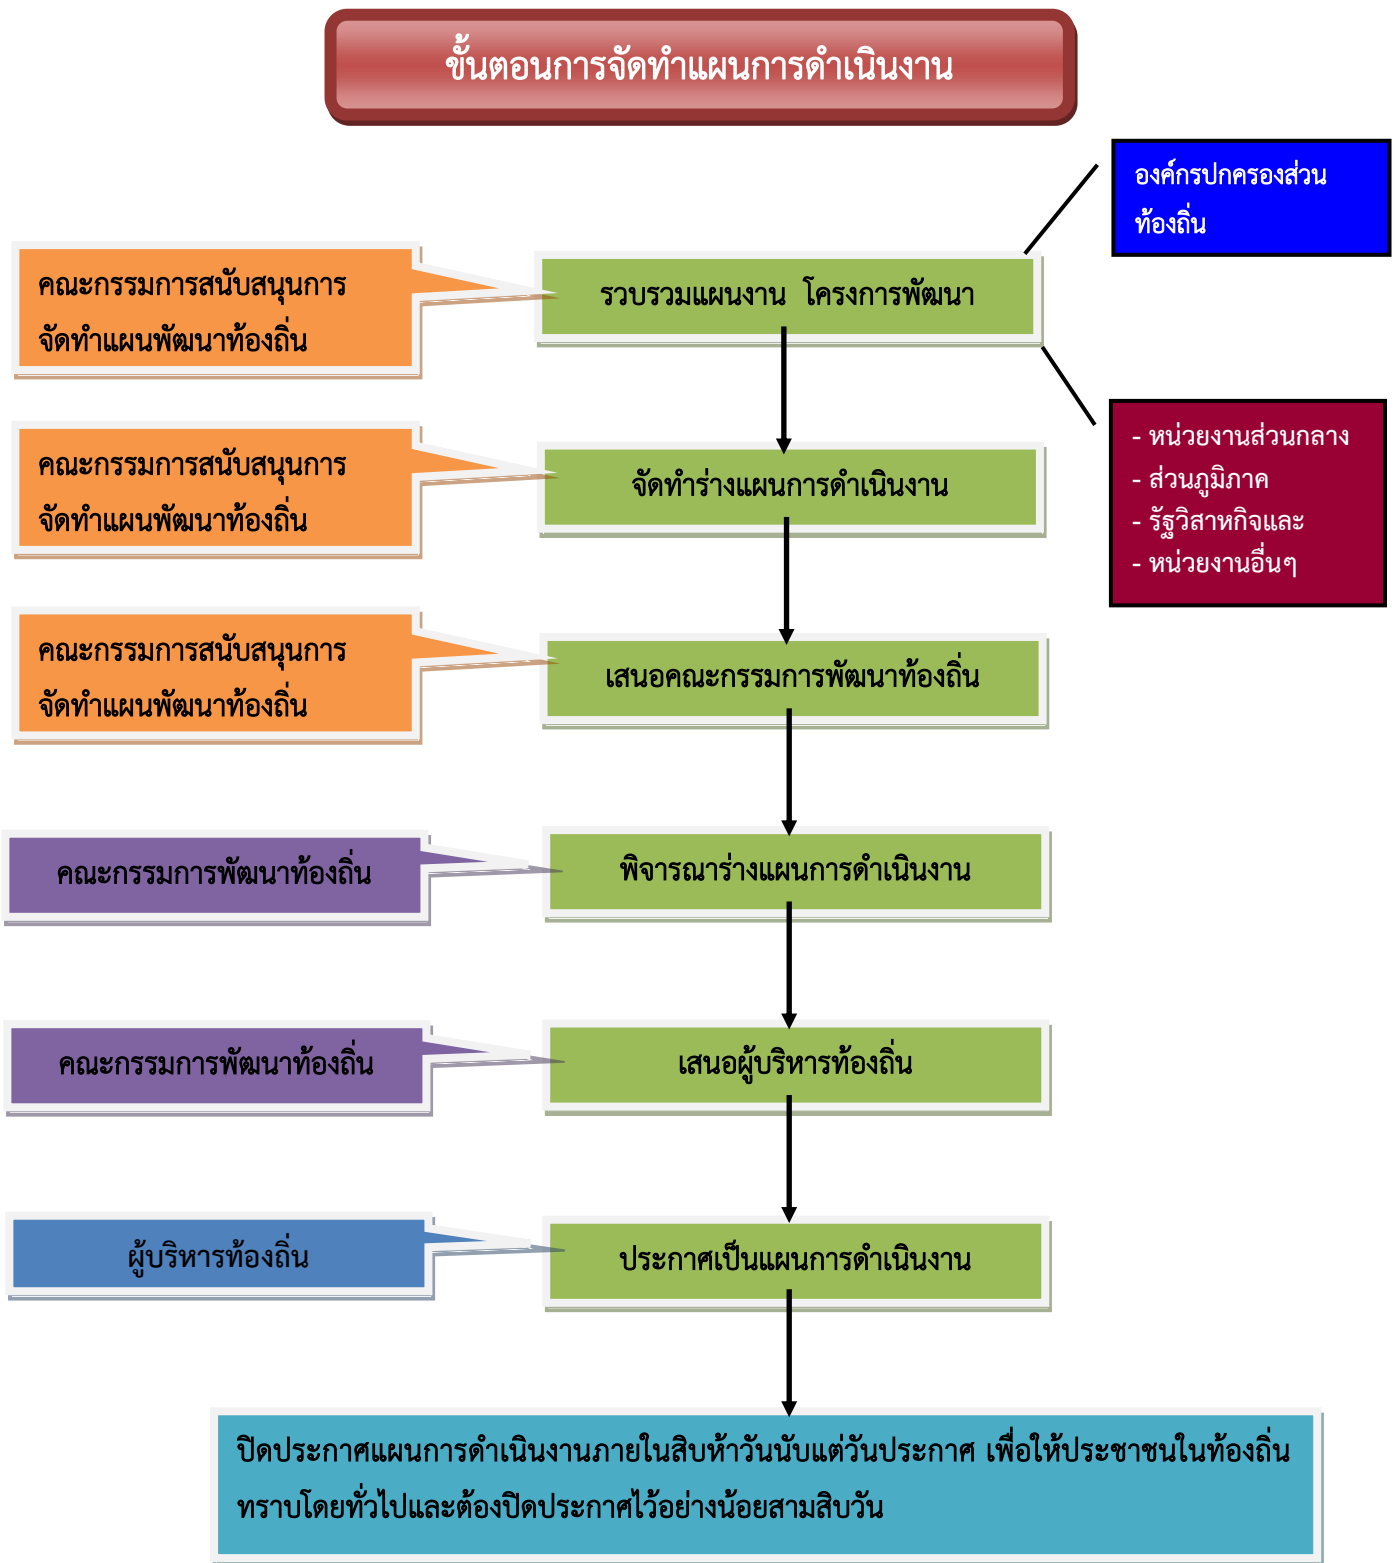 ขั้นตอนการจัดทำแผนการดำเนินงาน
องค์กรปกครองส่วน
ท้องถิ่น
คณะกรรมการสนับสนุนการ
จัดทำแผนพัฒนาท้องถิ่น
รวบรวมแผนงาน โครงการพัฒนา
- หน่วยงานส่วนกลาง
- ส่วนภูมิภาค
- รัฐวิสาหกิจและ
- หน่วยงานอื่นๆ
คณะกรรมการสนับสนุนการ
จัดทำแผนพัฒนาท้องถิ่น
จัดทำร่างแผนการดำเนินงาน
คณะกรรมการสนับสนุนการ
จัดทำแผนพัฒนาท้องถิ่น
เสนอคณะกรรมการพัฒนาท้องถิ่น
คณะกรรมการพัฒนาท้องถิ่น
พิจารณาร่างแผนการดำเนินงาน
คณะกรรมการพัฒนาท้องถิ่น
เสนอผู้บริหารท้องถิ่น
ผู้บริหารท้องถิ่น
ประกาศเป็นแผนการดำเนินงาน
ปิดประกาศแผนการดำเนินงานภายในสิบห้าวันนับแต่วันประกาศ เพื่อให้ประชาชนในท้องถิ่น
ทราบโดยทั่วไปและต้องปิดประกาศไว้อย่างน้อยสามสิบวัน